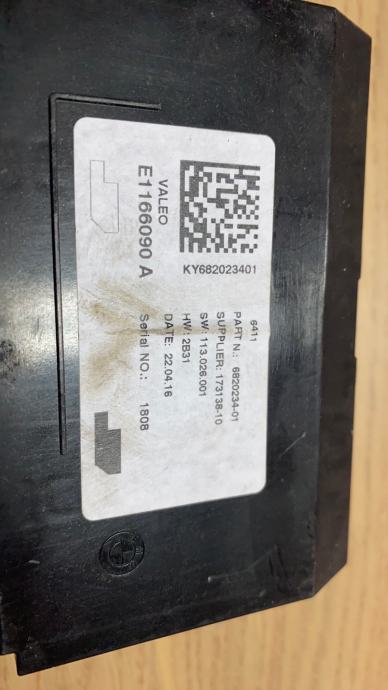 6411
PART N.: 6820234-01
SUPPLIER: 173138-10
SW: 113.026.001
HW: 2B31
DATE: 22.04.16
Serial NO.: 1808
KY682023401
VALEO
E1166090 A